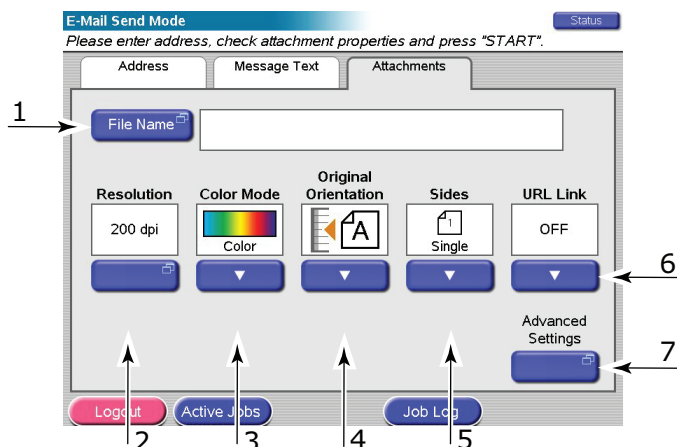 E-Mail Send Mode
Status
Please enter address, check attachment properties and press "START".
Address
Message Text
Attachments
1
File Name
Resolution
Color Mode
Original
Orientation
Sides
URL Link
200 dpi
Color
A
1
Single
OFF
6
Advanced
Settings
7
Logout
Active Jobs
Job Log
2
3
4
5